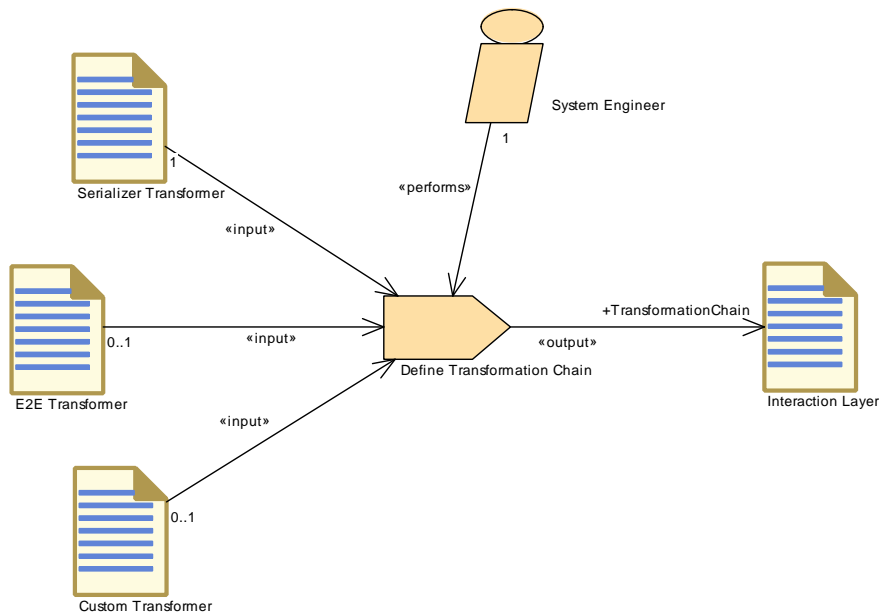 System Engineer
1
1
Serializer Transformer
«performs»
«input»
+TransformationChain
0..1
«input»
«output»
Define Transformation Chain
E2E Transformer
Interaction Layer
«input»
0..1
Custom Transformer